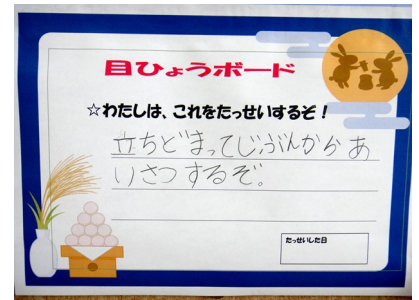 目ひょうボード
☆わたしは、これをたっせいするぞ！
立ちどまってじぶんからあ
いさつするぞ。
たっせいした日